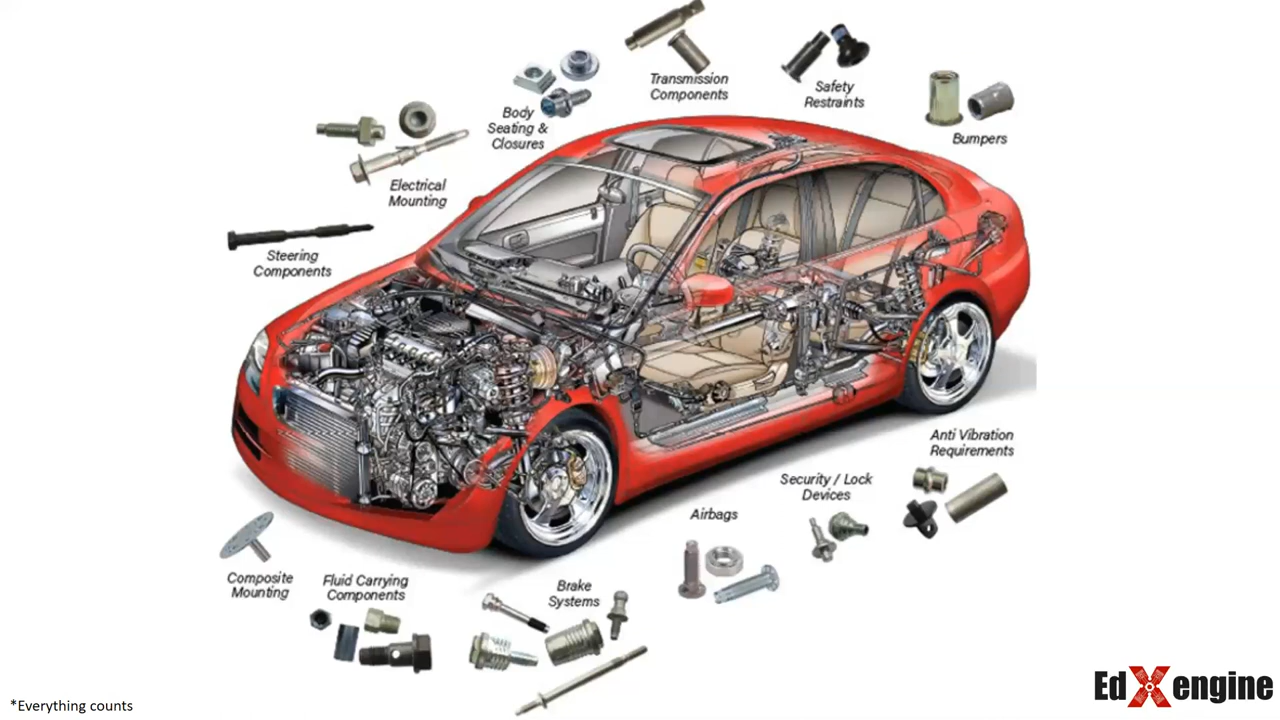 Transmission
Components
Safety
Restraints
Body
Seating &
Closures
Bumpers
Electrical
Mounting
Steering
Components
Anti Vibration
Requirements
Security / Lock
Devices
Airbags
Composite
Mounting
Fluid Carrying
Components
Brake
Systems
*Everything counts
EdXengine